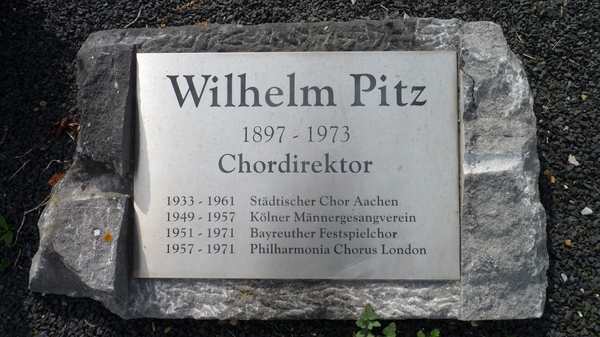 Wilhelm Pitz
1897 - 1973
Chordirektor
1933 - 1961 Städtischer Chor Aachen
1949 - 1957 Kölner Männergesangverein
1951 - 1971 Bayreuther Festspielchor
1957 - 1971 Philharmonia Chorus London